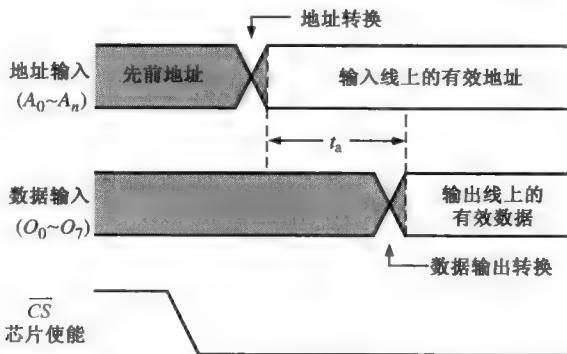 地址转换
地址输入
(A₀~Aₙ)
先前地址
输入线上的有效地址
tₐ
数据输入
(O₀~O₇)
输出线上的
有效数据
数据输出转换
C̅S̅
芯片使能